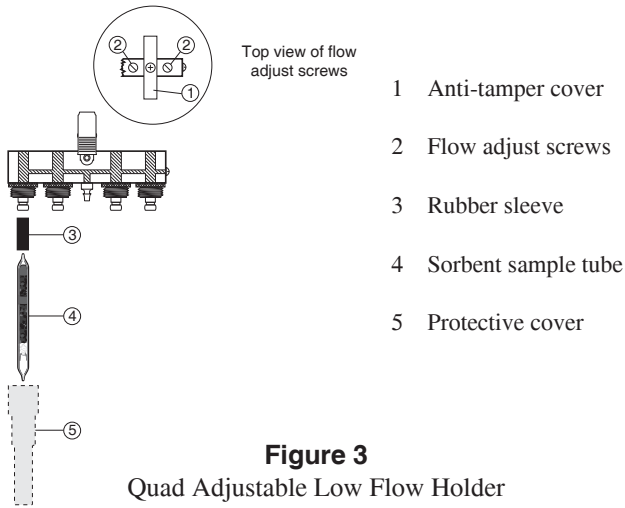 2
2
1
Top view of flow
adjust screws
1 Anti-tamper cover
2 Flow adjust screws
3 Rubber sleeve
4 Sorbent sample tube
5 Protective cover
3
4
5
Figure 3
Quad Adjustable Low Flow Holder